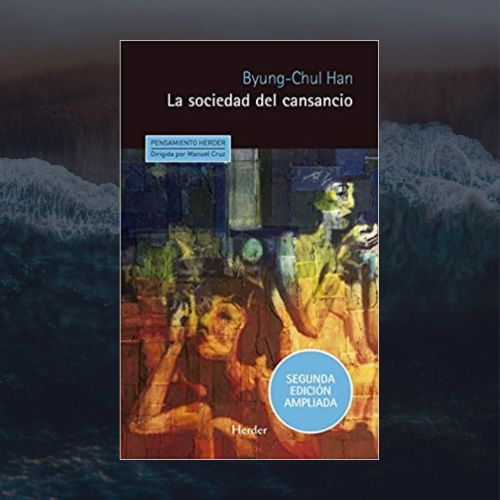 Byung-Chul Han
La sociedad del cansancio
PENSAMIENTO HERDER
Dirigida por Manuel Cruz
SEGUNDA
EDICIÓN
AMPLIADA
Herder